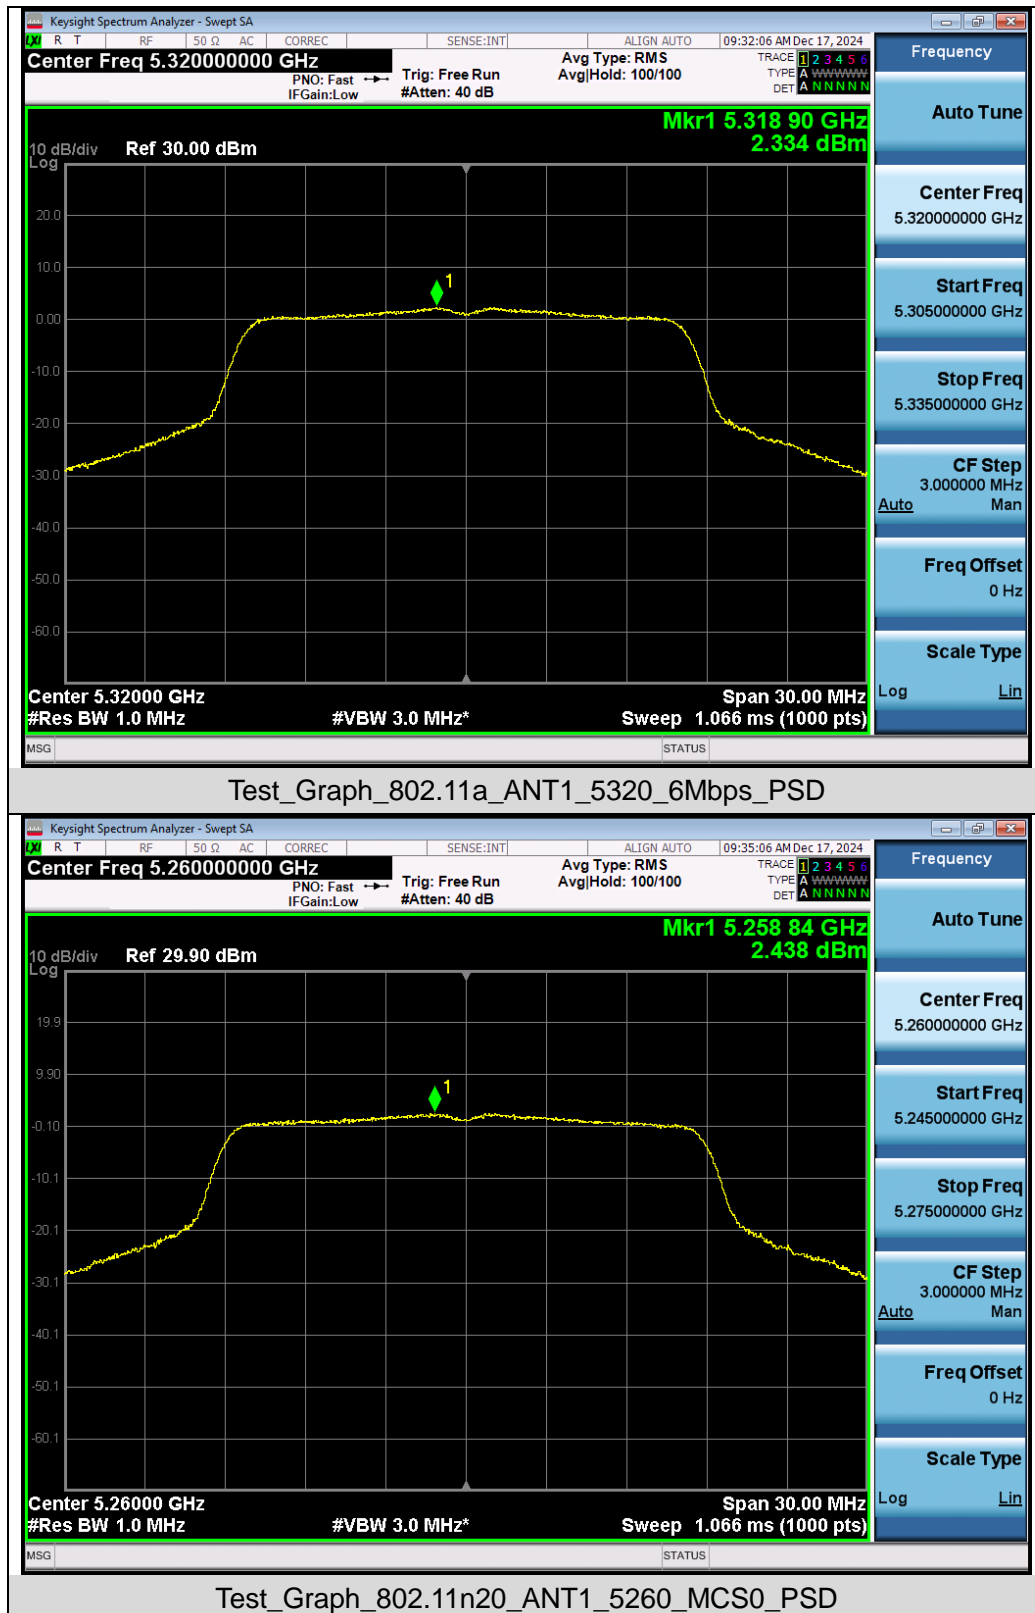 Keysight Spectrum Analyzer - Swept SA
LXI R T RF 50 Ω AC CORREC SENSE:INT ALIGN AUTO 09:32:06 AM Dec 17, 2024
Center Freq 5.320000000 GHz
PNO: Fast
IFGain:Low
Trig: Free Run
#Atten: 40 dB
Avg Type: RMS
Avg|Hold: 100/100
TRACE 1 2 3 4 5 6
TYPE A WWWWW
DET A N N N N N
Mkr1 5.318 90 GHz
2.334 dBm
10 dB/div Ref 30.00 dBm
Log
20.0
10.0
1
0.00
-10.0
-20.0
-30.0
-40.0
-50.0
-60.0
Center 5.32000 GHz Span 30.00 MHz
#Res BW 1.0 MHz #VBW 3.0 MHz* Sweep 1.066 ms (1000 pts)
MSG STATUS
Frequency
Auto Tune
Center Freq
5.320000000 GHz
Start Freq
5.305000000 GHz
Stop Freq
5.335000000 GHz
CF Step
3.000000 MHz
Auto Man
Freq Offset
0 Hz
Scale Type
Log Lin
Test_Graph_802.11a_ANT1_5320_6Mbps_PSD
Keysight Spectrum Analyzer - Swept SA
LXI R T RF 50 Ω AC CORREC SENSE:INT ALIGN AUTO 09:35:06 AM Dec 17, 2024
Center Freq 5.260000000 GHz
PNO: Fast
IFGain:Low
Trig: Free Run
#Atten: 40 dB
Avg Type: RMS
Avg|Hold: 100/100
TRACE 1 2 3 4 5 6
TYPE A WWWWW
DET A N N N N N
Mkr1 5.258 84 GHz
2.438 dBm
10 dB/div Ref 29.90 dBm
Log
19.9
9.90
1
-0.10
-10.1
-20.1
-30.1
-40.1
-50.1
-60.1
Center 5.26000 GHz Span 30.00 MHz
#Res BW 1.0 MHz #VBW 3.0 MHz* Sweep 1.066 ms (1000 pts)
MSG STATUS
Frequency
Auto Tune
Center Freq
5.260000000 GHz
Start Freq
5.245000000 GHz
Stop Freq
5.275000000 GHz
CF Step
3.000000 MHz
Auto Man
Freq Offset
0 Hz
Scale Type
Log Lin
Test_Graph_802.11n20_ANT1_5260_MCS0_PSD